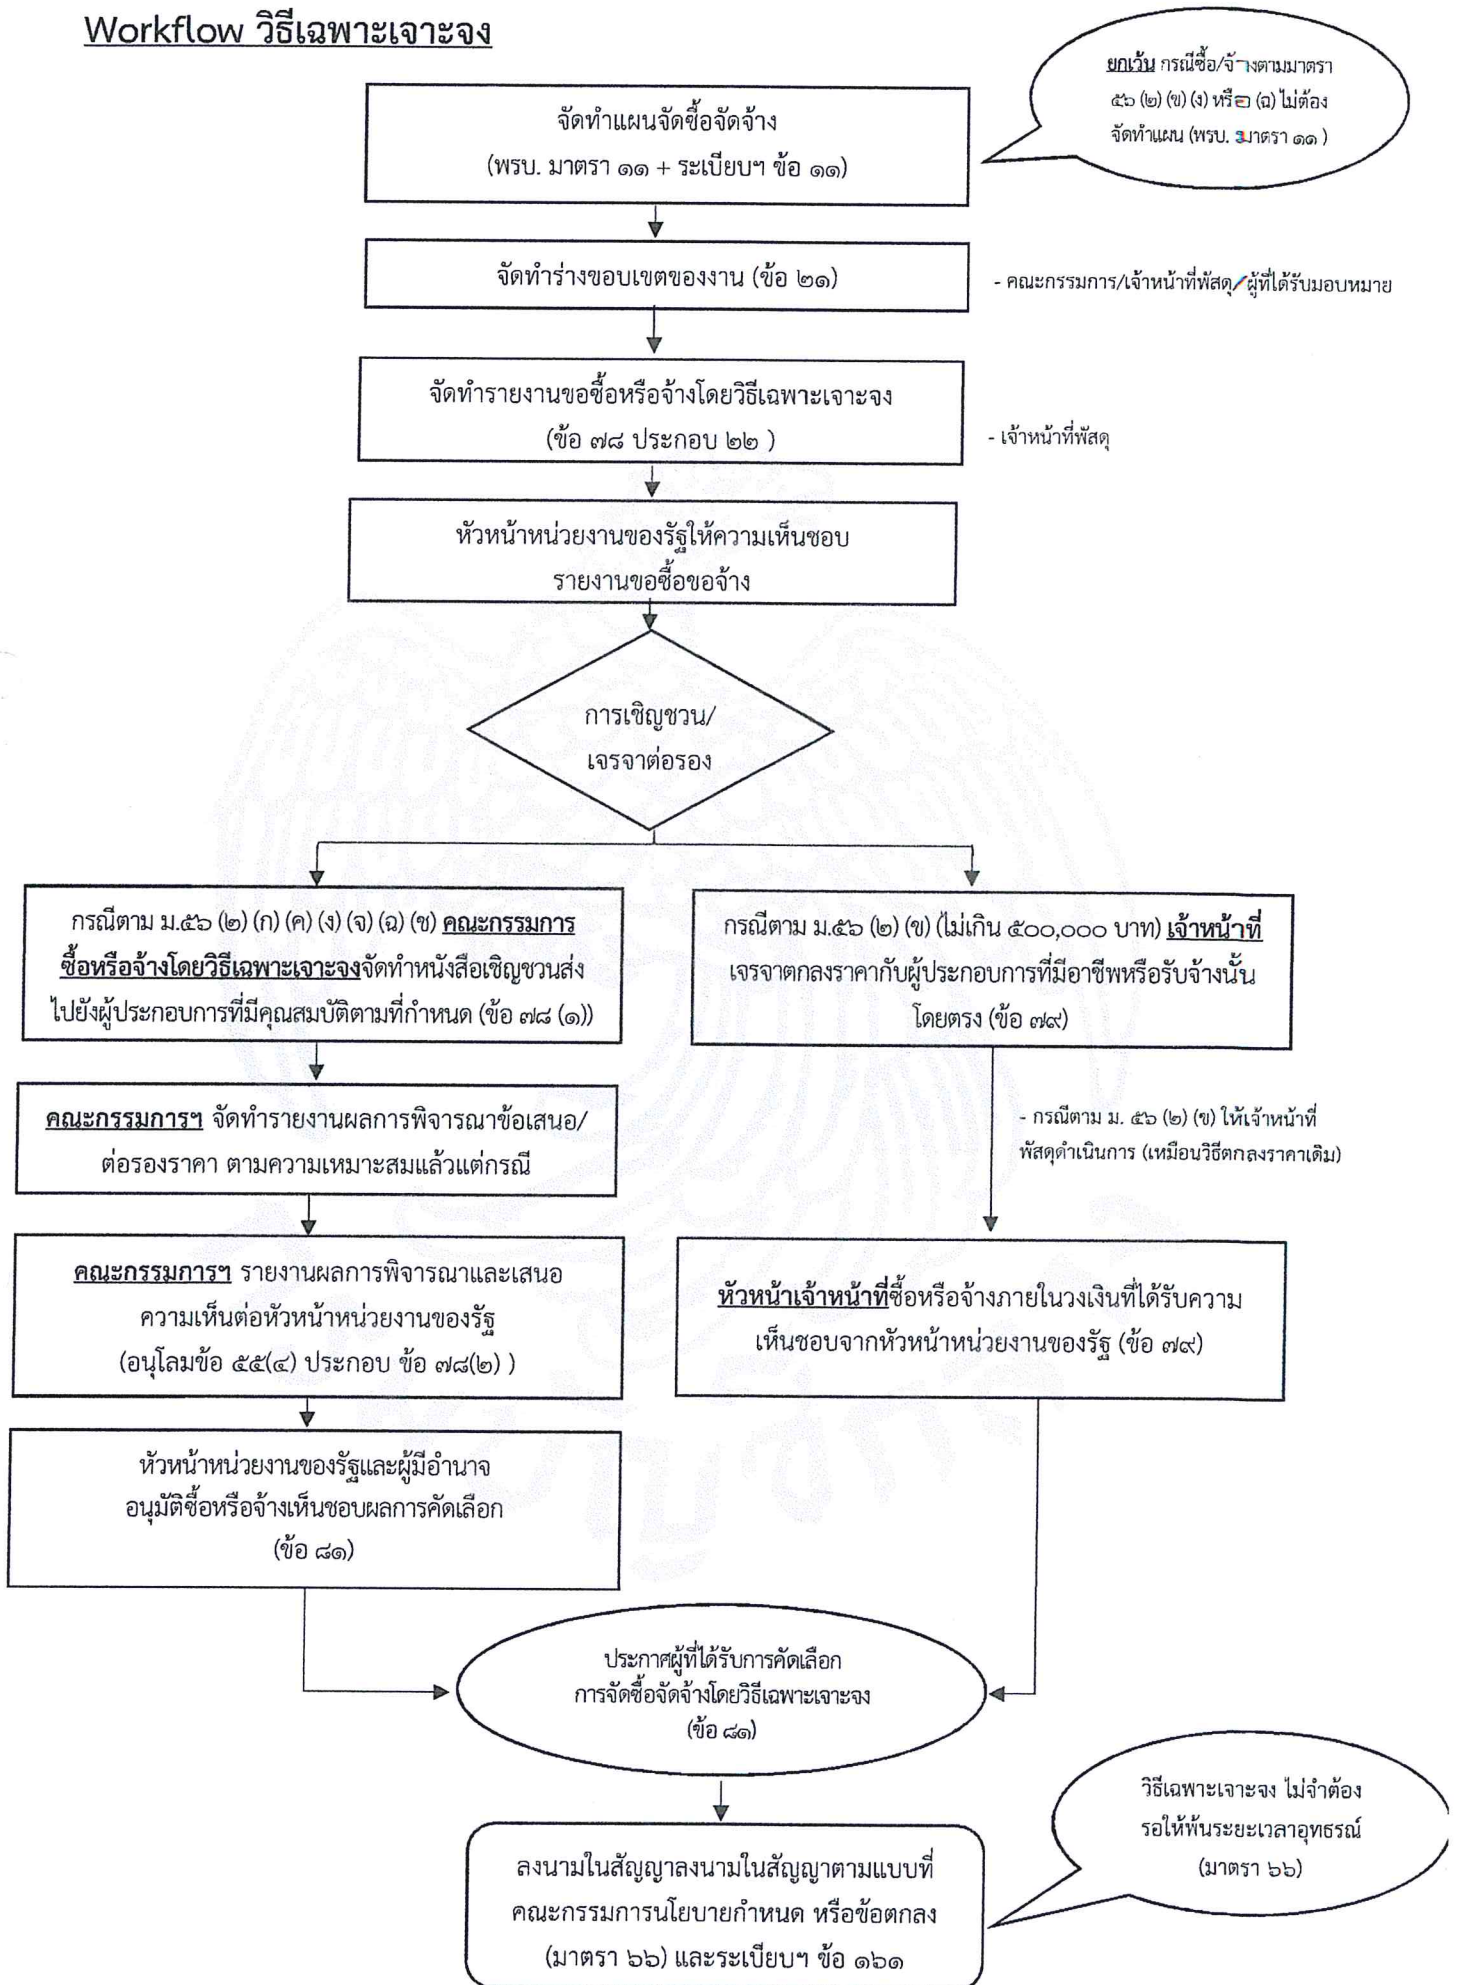 Workflow วิธีเฉพาะเจาะจง
ยกเว้น กรณีซื้อ/จ้างตามมาตรา
๕๖ (๒) (ข) (ง) หรือ (ฉ) ไม่ต้อง
จัดทำแผน (พรบ. มาตรา ๑๑ )
จัดทำแผนจัดซื้อจัดจ้าง
(พรบ. มาตรา ๑๑ + ระเบียบฯ ข้อ ๑๑)
จัดทำร่างขอบเขตของงาน (ข้อ ๒๑)
- คณะกรรมการ/เจ้าหน้าที่พัสดุ/ผู้ที่ได้รับมอบหมาย
จัดทำรายงานขอซื้อหรือจ้างโดยวิธีเฉพาะเจาะจง
(ข้อ ๗๘ ประกอบ ๒๒ )
- เจ้าหน้าที่พัสดุ
หัวหน้าหน่วยงานของรัฐให้ความเห็นชอบ
รายงานขอซื้อขอจ้าง
การเชิญชวน/
เจรจาต่อรอง
กรณีตาม ม.๕๖ (๒) (ก) (ค) (ง) (จ) (ฉ) (ช) คณะกรรมการ
ซื้อหรือจ้างโดยวิธีเฉพาะเจาะจงจัดทำหนังสือเชิญชวนส่ง
ไปยังผู้ประกอบการที่มีคุณสมบัติตามที่กำหนด (ข้อ ๗๘ (๑))
กรณีตาม ม.๕๖ (๒) (ข) (ไม่เกิน ๕๐๐,๐๐๐ บาท) เจ้าหน้าที่
เจรจาตกลงราคากับผู้ประกอบการที่มีอาชีพหรือรับจ้างนั้น
โดยตรง (ข้อ ๗๙)
คณะกรรมการฯ จัดทำรายงานผลการพิจารณาข้อเสนอ/
ต่อรองราคา ตามความเหมาะสมแล้วแต่กรณี
- กรณีตาม ม. ๕๖ (๒) (ข) ให้เจ้าหน้าที่
พัสดุดำเนินการ (เหมือนวิธีตกลงราคาเดิม)
คณะกรรมการฯ รายงานผลการพิจารณาและเสนอ
ความเห็นต่อหัวหน้าหน่วยงานของรัฐ
(อนุโลมข้อ ๕๕(๔) ประกอบ ข้อ ๗๘(๒) )
หัวหน้าเจ้าหน้าที่ซื้อหรือจ้างภายในวงเงินที่ได้รับความ
เห็นชอบจากหัวหน้าหน่วยงานของรัฐ (ข้อ ๗๙)
หัวหน้าหน่วยงานของรัฐและผู้มีอำนาจ
อนุมัติซื้อหรือจ้างเห็นชอบผลการคัดเลือก
(ข้อ ๘๑)
ประกาศผู้ที่ได้รับการคัดเลือก
การจัดซื้อจัดจ้างโดยวิธีเฉพาะเจาะจง
(ข้อ ๘๑)
วิธีเฉพาะเจาะจง ไม่จำต้อง
รอให้พ้นระยะเวลาอุทธรณ์
(มาตรา ๖๖)
ลงนามในสัญญาลงนามในสัญญาตามแบบที่
คณะกรรมการนโยบายกำหนด หรือข้อตกลง
(มาตรา ๖๖) และระเบียบฯ ข้อ ๑๖๑